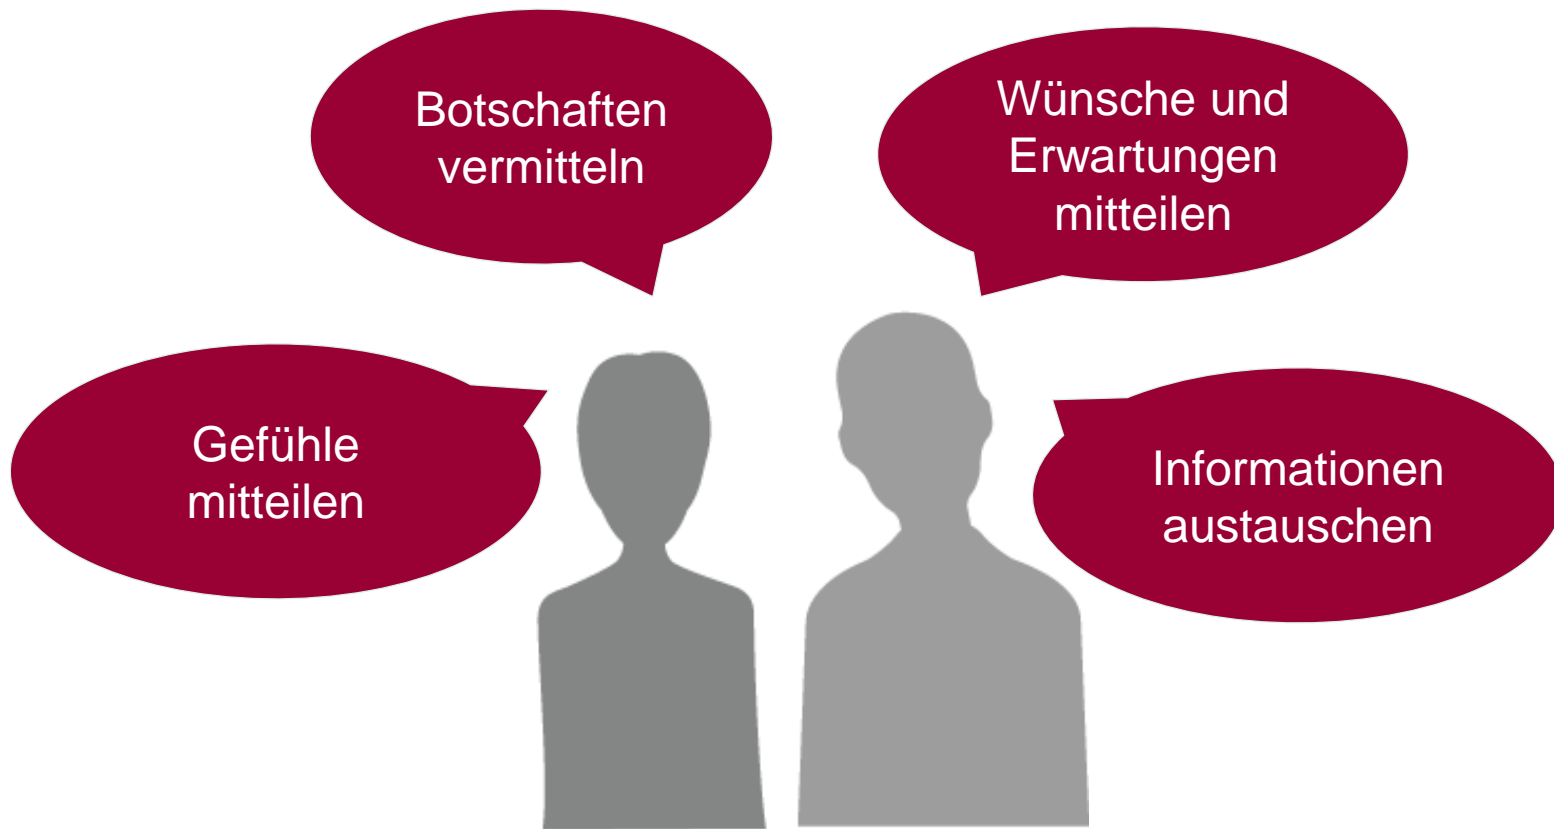 Botschaften
vermitteln
Wünsche und
Erwartungen
mitteilen
Gefühle
mitteilen
Informationen
austauschen